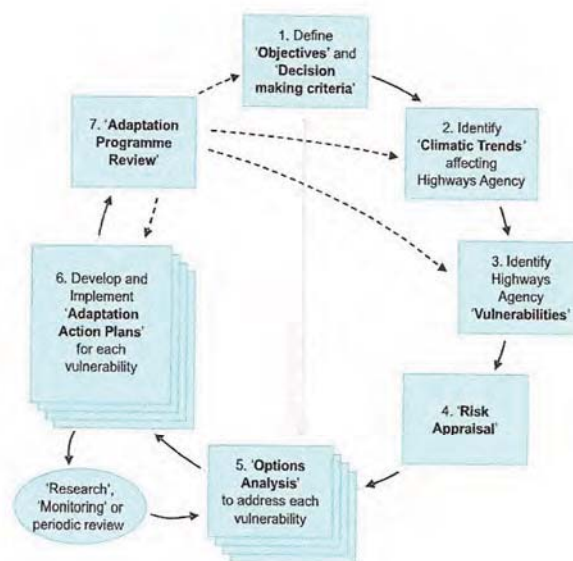 1. Define
'Objectives' and
'Decision
making criteria'
2. Identify
'Climatic Trends'
affecting
Highways Agency
3. Identify
Highways
Agency
'Vulnerabilities'
4. 'Risk
Appraisal'
5. 'Options
Analysis'
to address each
vulnerability
6. Develop and
Implement
'Adaptation
Action Plans'
for each
vulnerability
'Research',
'Monitoring' or
periodic review
7. 'Adaptation
Programme
Review'